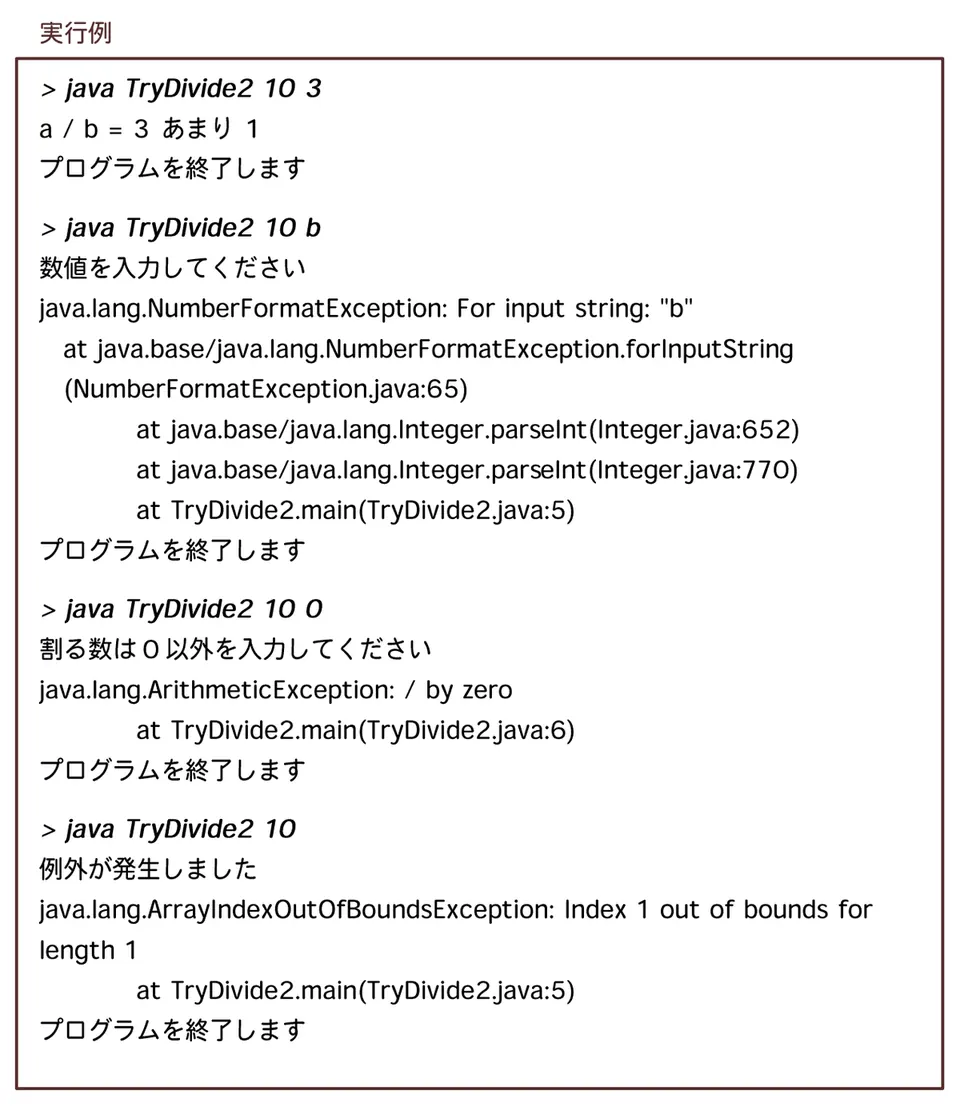 実行例
> java TryDivide2 10 3
a / b = 3 あまり 1
プログラムを終了します
> java TryDivide2 10 b
数値を入力してください
java.lang.NumberFormatException: For input string: "b"
at java.base/java.lang.NumberFormatException.forInputString
(NumberFormatException.java:65)
at java.base/java.lang.Integer.parseInt(Integer.java:652)
at java.base/java.lang.Integer.parseInt(Integer.java:770)
at TryDivide2.main(TryDivide2.java:5)
プログラムを終了します
> java TryDivide2 10 0
割る数は0以外を入力してください
java.lang.ArithmeticException: / by zero
at TryDivide2.main(TryDivide2.java:6)
プログラムを終了します
> java TryDivide2 10
例外が発生しました
java.lang.ArrayIndexOutOfBoundsException: Index 1 out of bounds for
length 1
at TryDivide2.main(TryDivide2.java:5)
プログラムを終了します